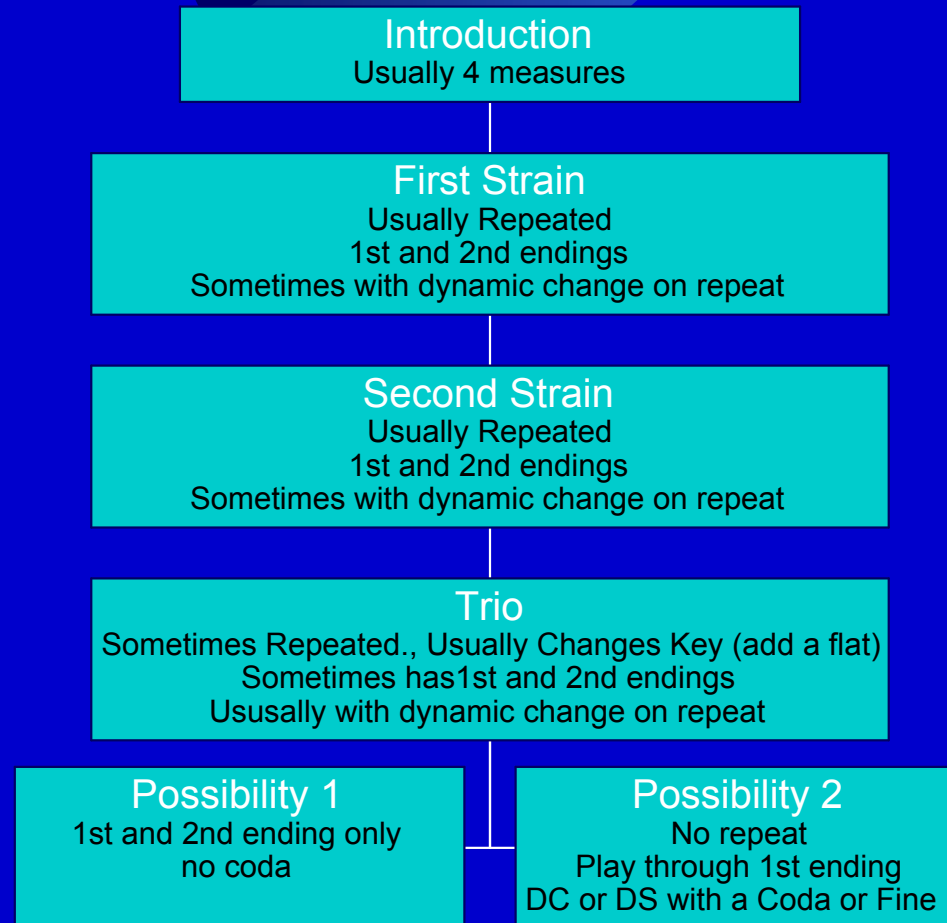 Introduction
Usually 4 measures
First Strain
Usually Repeated
1st and 2nd endings
Sometimes with dynamic change on repeat
Second Strain
Usually Repeated
1st and 2nd endings
Sometimes with dynamic change on repeat
Trio
Sometimes Repeated., Usually Changes Key (add a flat)
Sometimes has1st and 2nd endings
Ususally with dynamic change on repeat
Possibility 1
1st and 2nd ending only
no coda
Possibility 2
No repeat
Play through 1st ending
DC or DS with a Coda or Fine